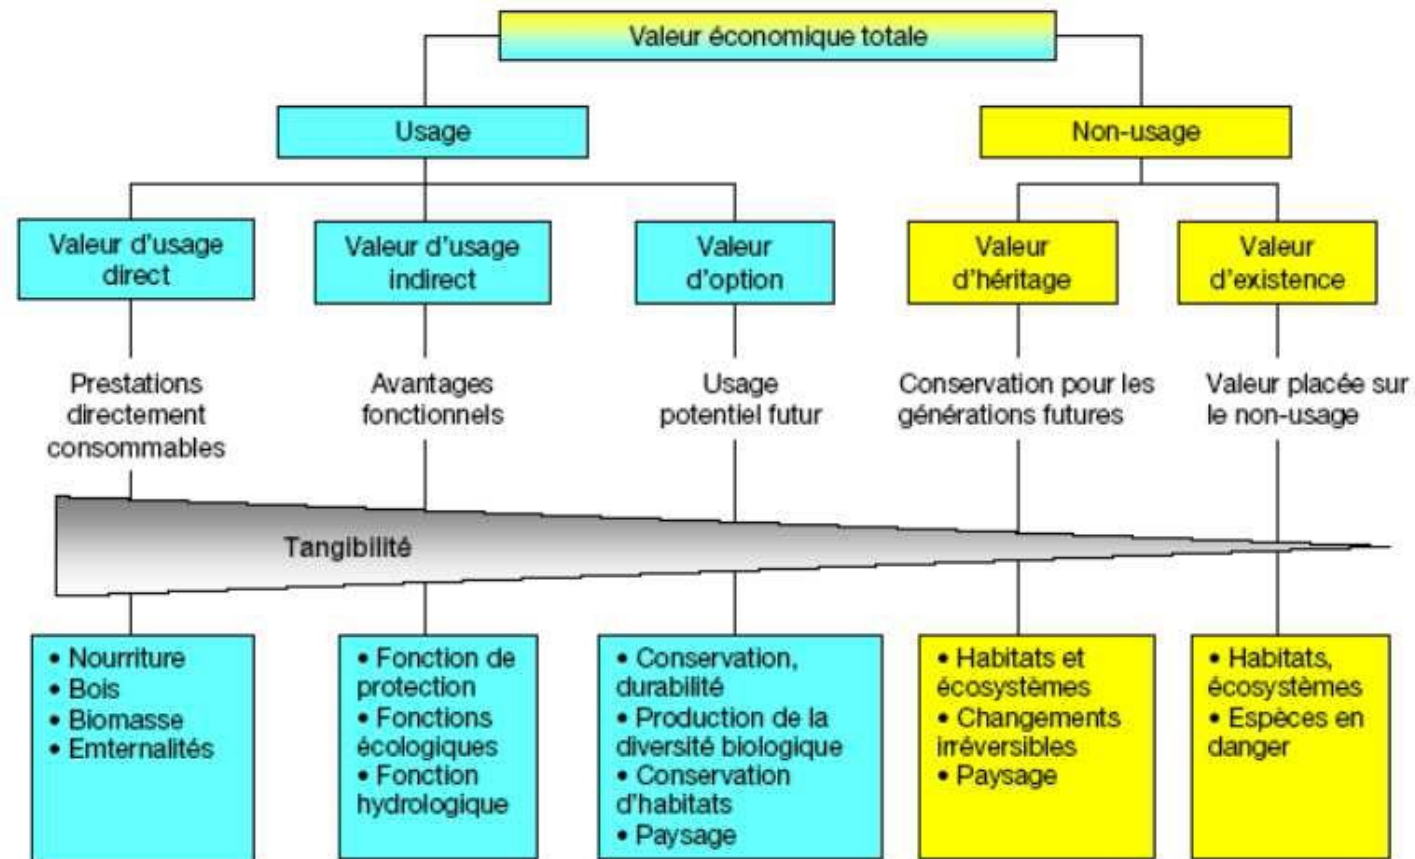 Valeur économique totale
Usage
Non-usage
Valeur d'usage
direct
Valeur d'usage
indirect
Valeur
d'option
Valeur
d'héritage
Valeur
d'existence
Prestations
directement
consommables
Avantages
fonctionnels
Usage
potentiel futur
Conservation pour les
générations futures
Valeur placée sur
le non-usage
Tangibilité
• Nourriture
• Bois
• Biomasse
• Emternalités
• Fonction de
protection
• Fonctions
écologiques
• Fonction
hydrologique
• Conservation,
durabilité
• Production de la
diversité biologique
• Conservation
d'habitats
• Paysage
• Habitats et
écosystèmes
• Changements
irréversibles
• Paysage
• Habitats,
écosystèmes
• Espèces en
danger